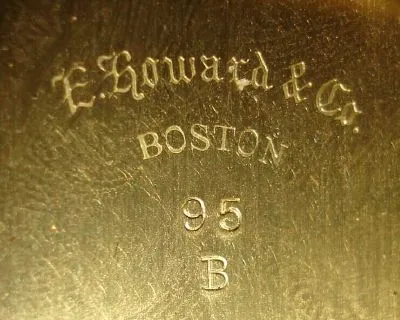 E. Howard & Co.
BOSTON
95
B